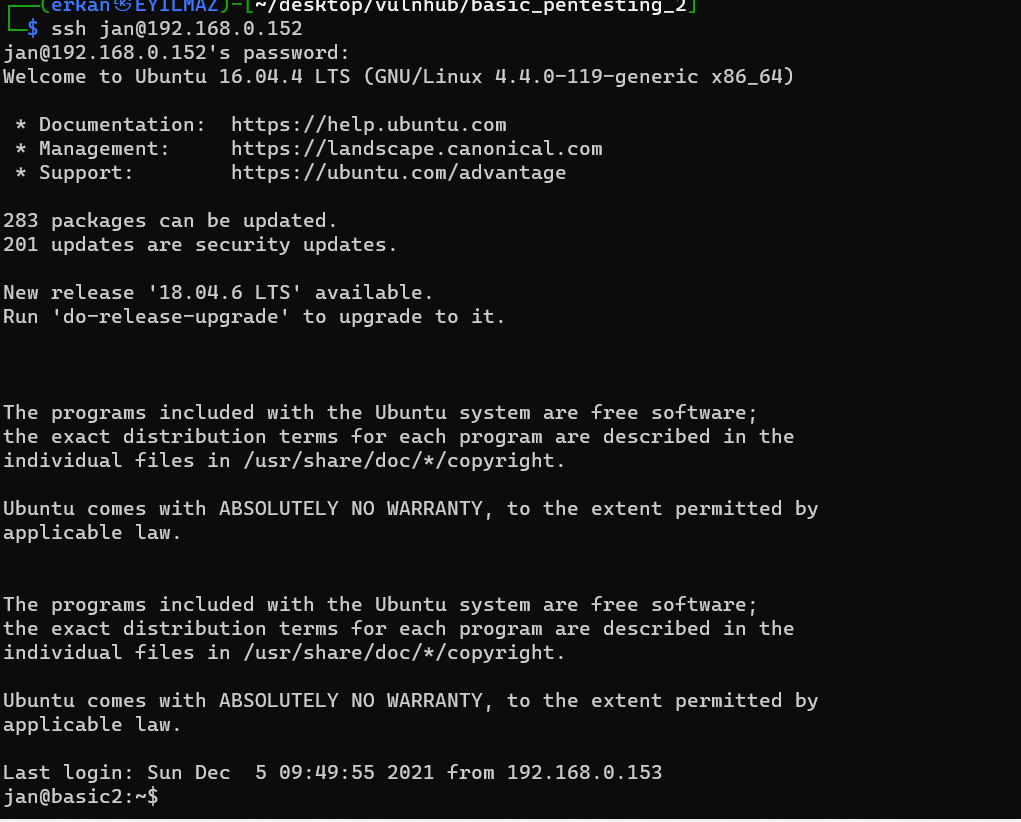 ┌──(erkan㉿EYILMAZ)-[~/desktop/vulnhub/basic_pentesting_2]
└─$ ssh jan@192.168.0.152
jan@192.168.0.152's password:
Welcome to Ubuntu 16.04.4 LTS (GNU/Linux 4.4.0-119-generic x86_64)
* Documentation:  https://help.ubuntu.com
* Management:     https://landscape.canonical.com
* Support:        https://ubuntu.com/advantage
283 packages can be updated.
201 updates are security updates.
New release '18.04.6 LTS' available.
Run 'do-release-upgrade' to upgrade to it.
The programs included with the Ubuntu system are free software;
the exact distribution terms for each program are described in the
individual files in /usr/share/doc/*/copyright.
Ubuntu comes with ABSOLUTELY NO WARRANTY, to the extent permitted by
applicable law.
The programs included with the Ubuntu system are free software;
the exact distribution terms for each program are described in the
individual files in /usr/share/doc/*/copyright.
Ubuntu comes with ABSOLUTELY NO WARRANTY, to the extent permitted by
applicable law.
Last login: Sun Dec  5 09:49:55 2021 from 192.168.0.153
jan@basic2:~$